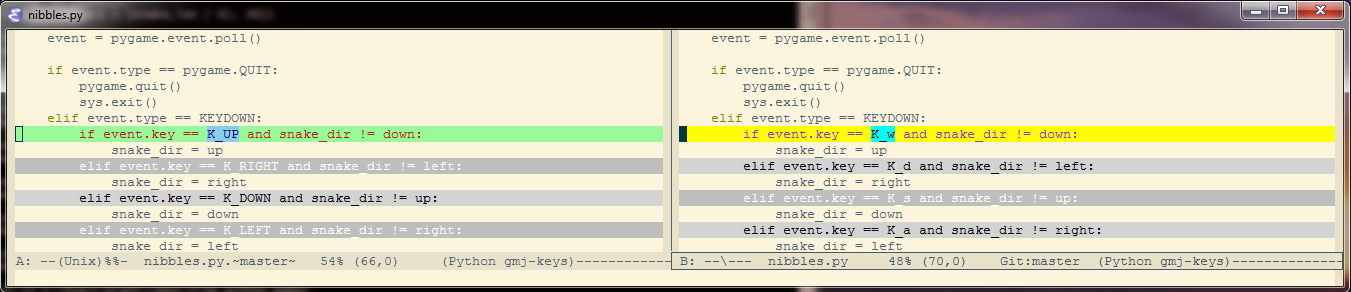 nibbles.py
event = pygame.event.poll()
if event.type == pygame.QUIT:
pygame.quit()
sys.exit()
elif event.type == KEYDOWN:
if event.key == K_UP and snake_dir != down:
snake_dir = up
elif event.key == K_RIGHT and snake_dir != left:
snake_dir = right
elif event.key == K_DOWN and snake_dir != up:
snake_dir = down
elif event.key == K_LEFT and snake_dir != right:
snake_dir = left
A: --(Unix)%%-  nibbles.py.~master~   54% (66,0)     (Python gmj-keys)------------
event = pygame.event.poll()
if event.type == pygame.QUIT:
pygame.quit()
sys.exit()
elif event.type == KEYDOWN:
if event.key == K_w and snake_dir != down:
snake_dir = up
elif event.key == K_d and snake_dir != left:
snake_dir = right
elif event.key == K_s and snake_dir != up:
snake_dir = down
elif event.key == K_a and snake_dir != right:
snake_dir = left
B: --\---  nibbles.py     48% (70,0)    Git:master  (Python gmj-keys)--------------